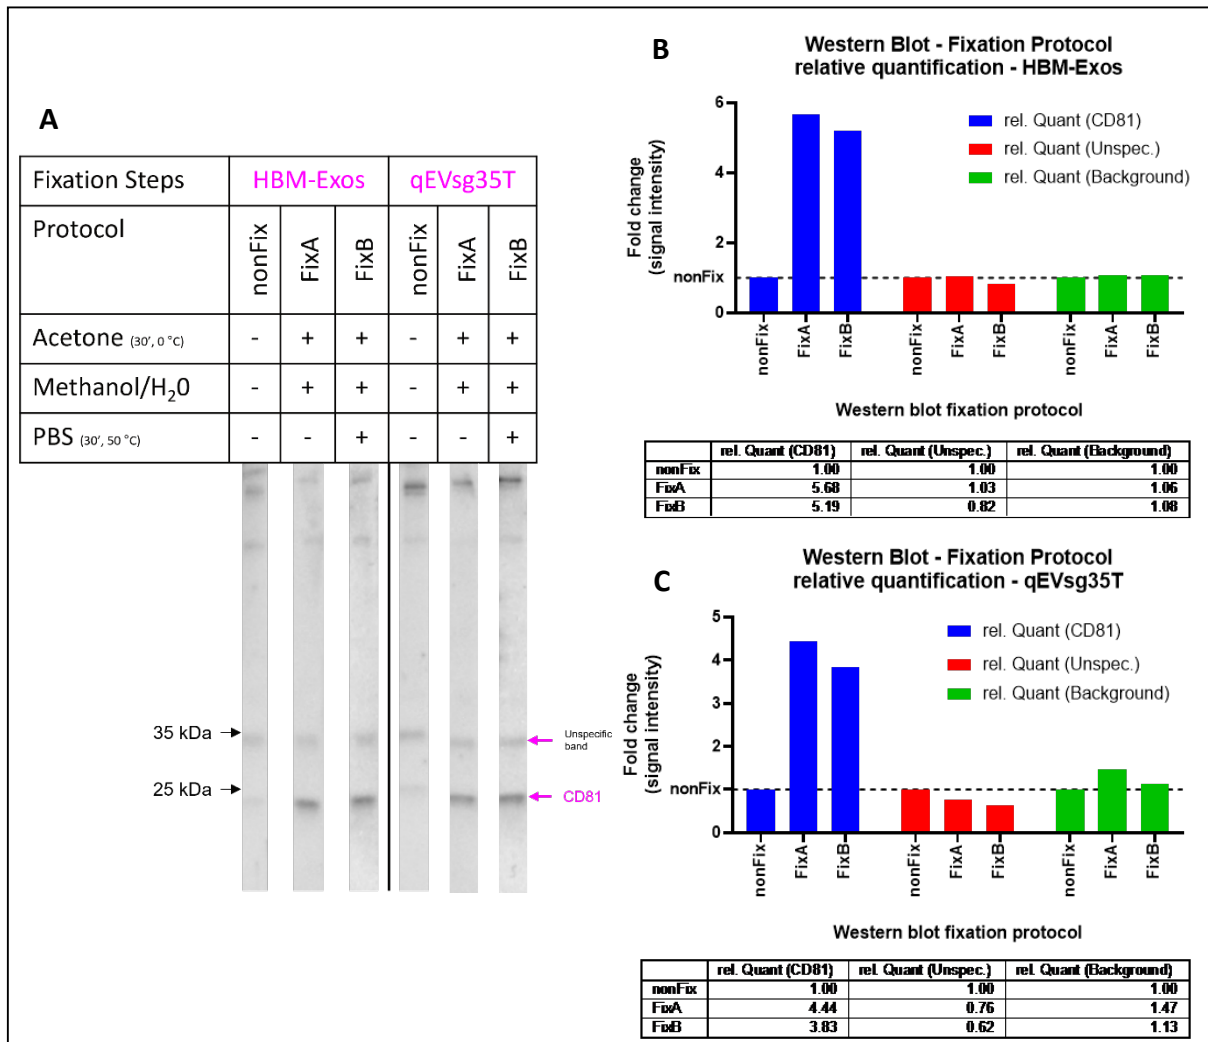 A
Fixation Steps HBM-Exos qEVsg35T
Protocol nonFix FixA FixB nonFix FixA FixB
Acetone (30’, 0 °C) - + + - + +
Methanol/H₂0 - + + - + +
PBS (30’, 50 °C) - - + - - +
35 kDa
Unspecific
band
25 kDa
CD81
B
Western Blot - Fixation Protocol
relative quantification - HBM-Exos
Fold change
(signal intensity)
6
4
2
nonFix
0
rel. Quant (CD81)
rel. Quant (Unspec.)
rel. Quant (Background)
nonFix FixA FixB nonFix FixA FixB nonFix FixA FixB
Western blot fixation protocol
rel. Quant (CD81) rel. Quant (Unspec.) rel. Quant (Background)
nonFix 1.00 1.00 1.00
FixA 5.68 1.03 1.06
FixB 5.19 0.82 1.08
C
Western Blot - Fixation Protocol
relative quantification - qEVsg35T
Fold change
(signal intensity)
5
4
3
2
nonFix
0
rel. Quant (CD81)
rel. Quant (Unspec.)
rel. Quant (Background)
nonFix FixA FixB nonFix FixA FixB nonFix FixA FixB
Western blot fixation protocol
rel. Quant (CD81) rel. Quant (Unspec.) rel. Quant (Background)
nonFix 1.00 1.00 1.00
FixA 4.44 0.76 1.47
FixB 3.83 0.62 1.13